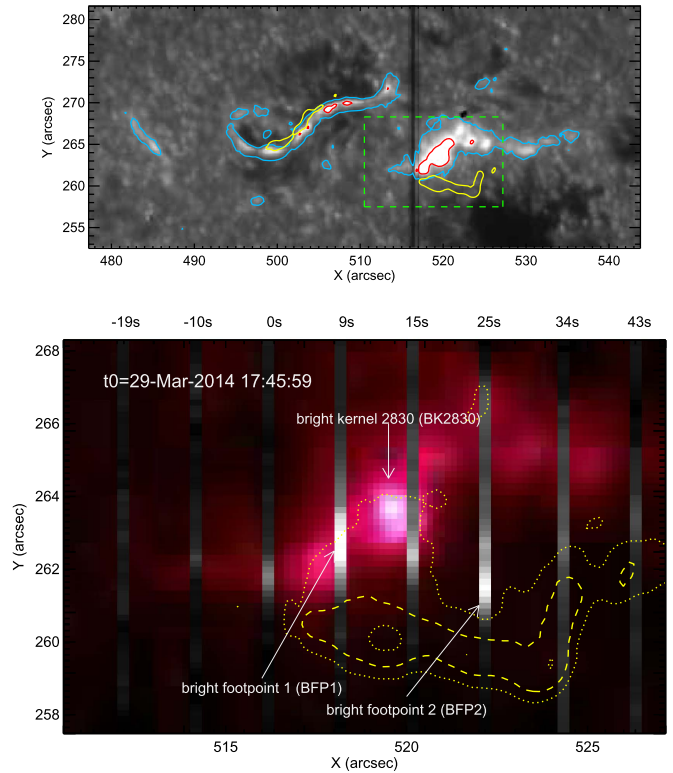 280
275
270
265
260
255
Y (arcsec)
480 490 500 510 520 530 540
X (arcsec)
-19s -10s 0s 9s 15s 25s 34s 43s
268
266
264
262
260
258
Y (arcsec)
t0=29-Mar-2014 17:45:59
bright kernel 2830 (BK2830)
bright footpoint 1 (BFP1)
bright footpoint 2 (BFP2)
515 520 525
X (arcsec)